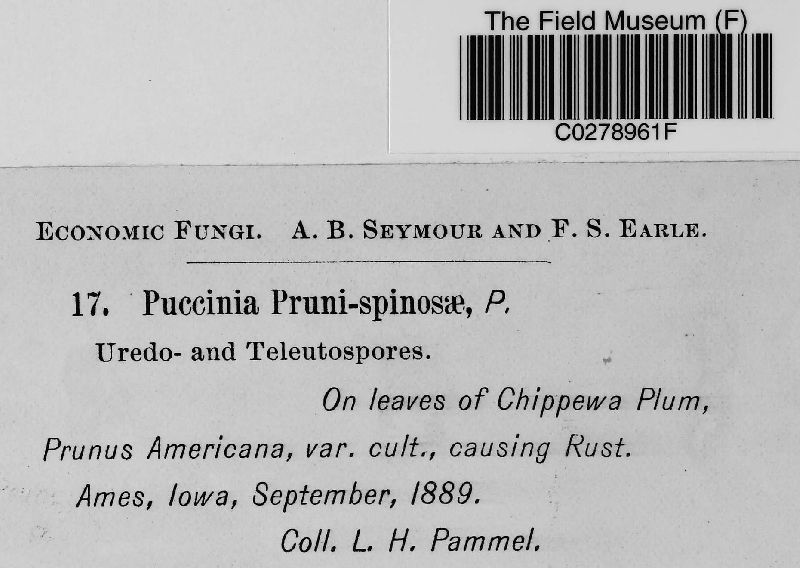 The Field Museum (F)
C0278961F
ECONOMIC FUNGI. A. B. SEYMOUR AND F. S. EARLE.
17. Puccinia Pruni-spinosæ, P.
Uredo- and Teleutospores.
On leaves of Chippewa Plum,
Prunus Americana, var. cult., causing Rust.
Ames, Iowa, September, 1889.
Coll. L. H. Pammel.